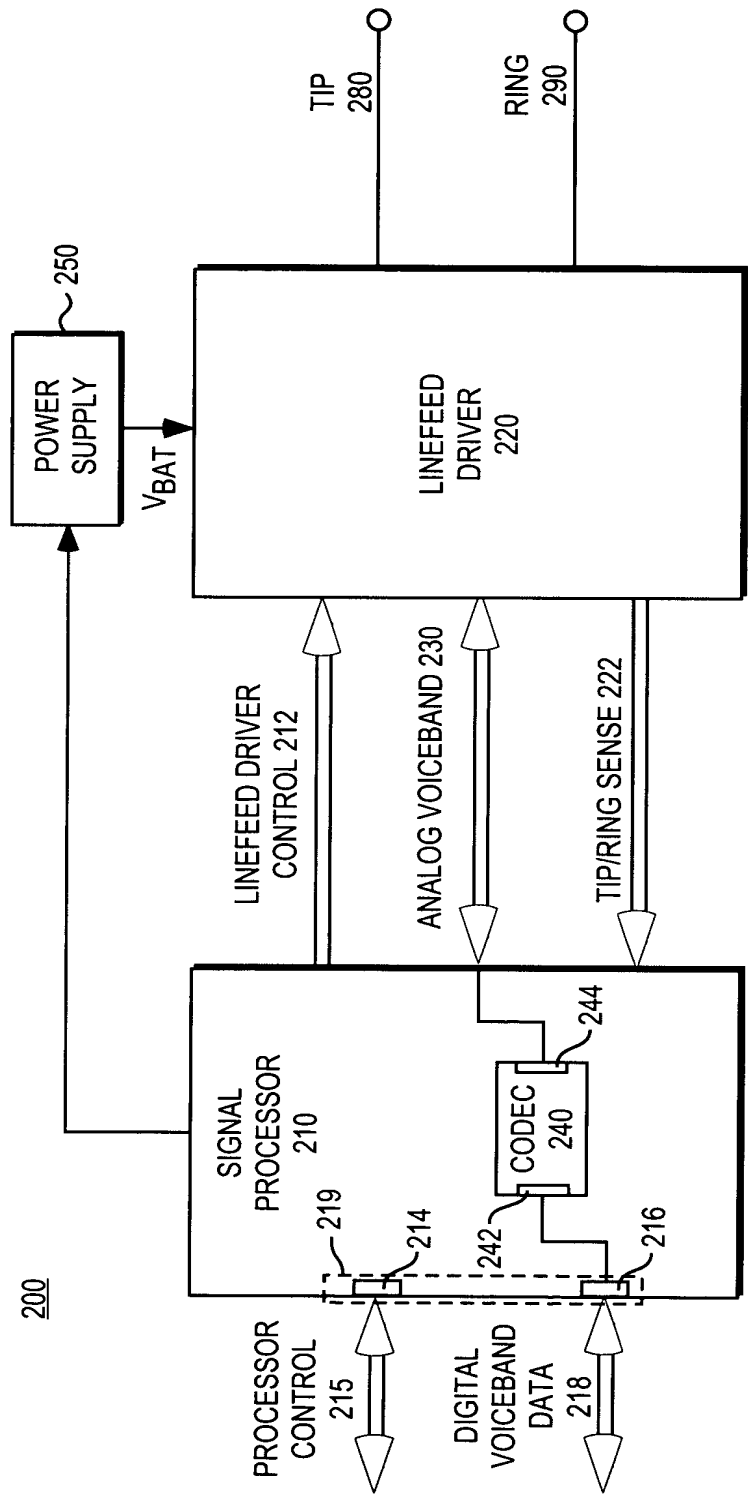 200
PROCESSOR
CONTROL
215
DIGITAL
VOICEBAND
DATA
218
219
214
216
SIGNAL
PROCESSOR
210
242
CODEC
240
244
LINEFEED DRIVER
CONTROL 212
ANALOG VOICEBAND 230
TIP/RING SENSE 222
POWER
SUPPLY
250
VBAT
LINEFEED
DRIVER
220
TIP
280
RING
290